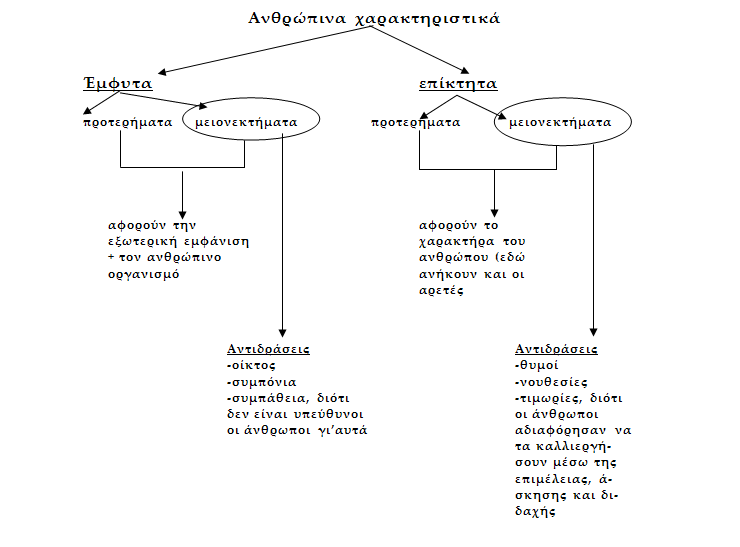 Ανθρώπινα χαρακτηριστικά
Έμφυτα
επίκτητα
προτερήματα
μειονεκτήματα
προτερήματα
μειονεκτήματα
αφορούν την
εξωτερική εμφάνιση
+ τον ανθρώπινο
οργανισμό
αφορούν το
χαρακτήρα του
ανθρώπου (εδώ
ανήκουν και οι
αρετές
Αντιδράσεις
-οίκτος
-συμπόνια
-συμπάθεια, διότι
δεν είναι υπεύθυνοι
οι άνθρωποι γι'αυτά
Αντιδράσεις
-θυμοί
-νουθεσίες
-τιμωρίες, διότι
οι άνθρωποι
αδιαφόρησαν να
τα καλλιεργή-
σουν μέσω της
επιμέλειας, ά-
σκησης και δι-
δαχής